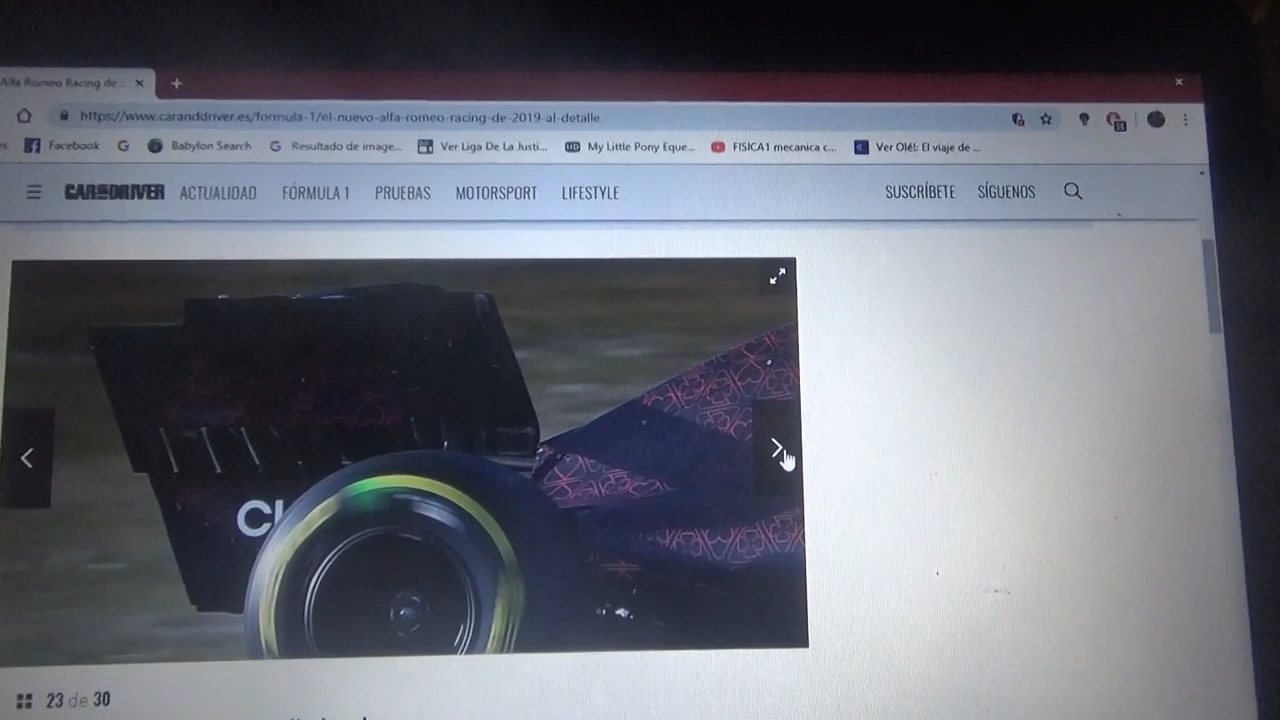 Alfa Romeo Racing de ..
https://www.caranddriver.es/formula-1/el-nuevo-alfa-romeo-racing-de-2019-al-detalle
es Facebook Babylon Search Resultado de image... Ver Liga De La Justi... My Little Pony Eque... FISICA1 mecanica c... Ver Olé!: El viaje de ...
CAR AND DRIVER ACTUALIDAD FÓRMULA 1 PRUEBAS MOTORSPORT LIFESTYLE SUSCRÍBETE SÍGUENOS
23 de 30